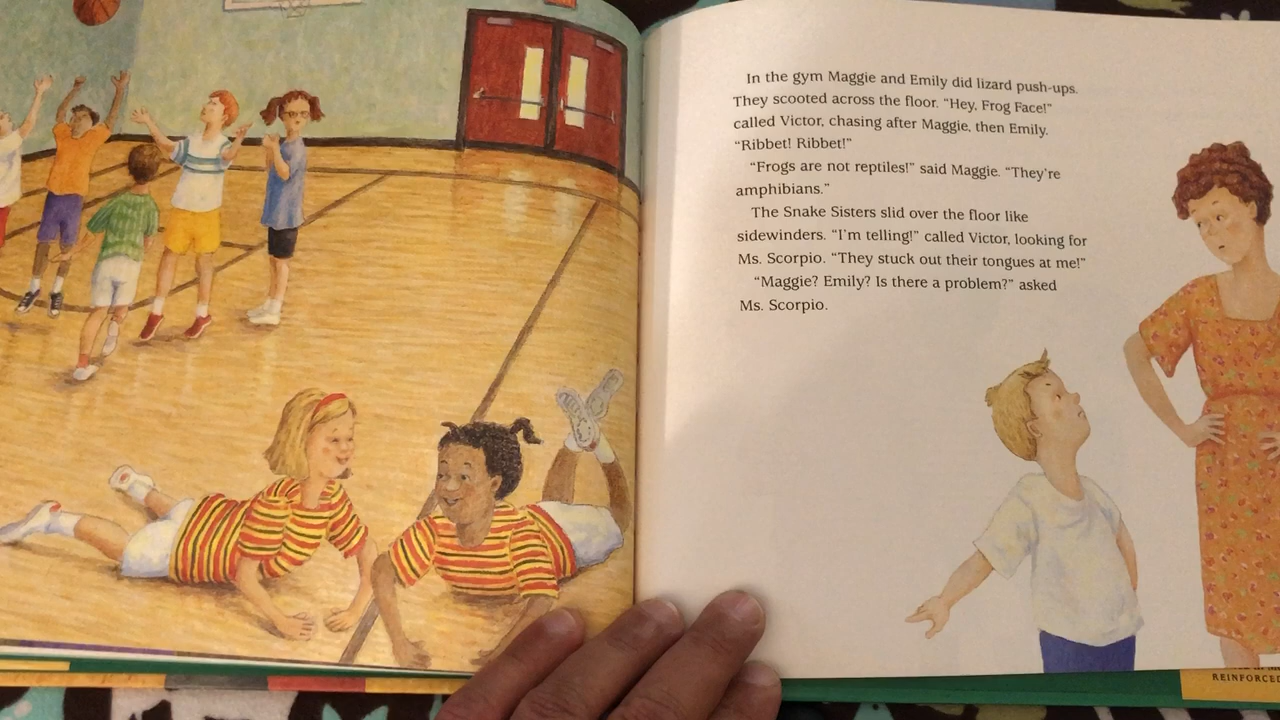 In the gym Maggie and Emily did lizard push-ups.
They scooted across the floor. “Hey, Frog Face!”
called Victor, chasing after Maggie, then Emily.
“Ribbet! Ribbet!”
“Frogs are not reptiles!” said Maggie. “They’re
amphibians.”
The Snake Sisters slid over the floor like
sidewinders. “I’m telling!” called Victor, looking for
Ms. Scorpio. “They stuck out their tongues at me!”
“Maggie? Emily? Is there a problem?” asked
Ms. Scorpio.
REINFORCED